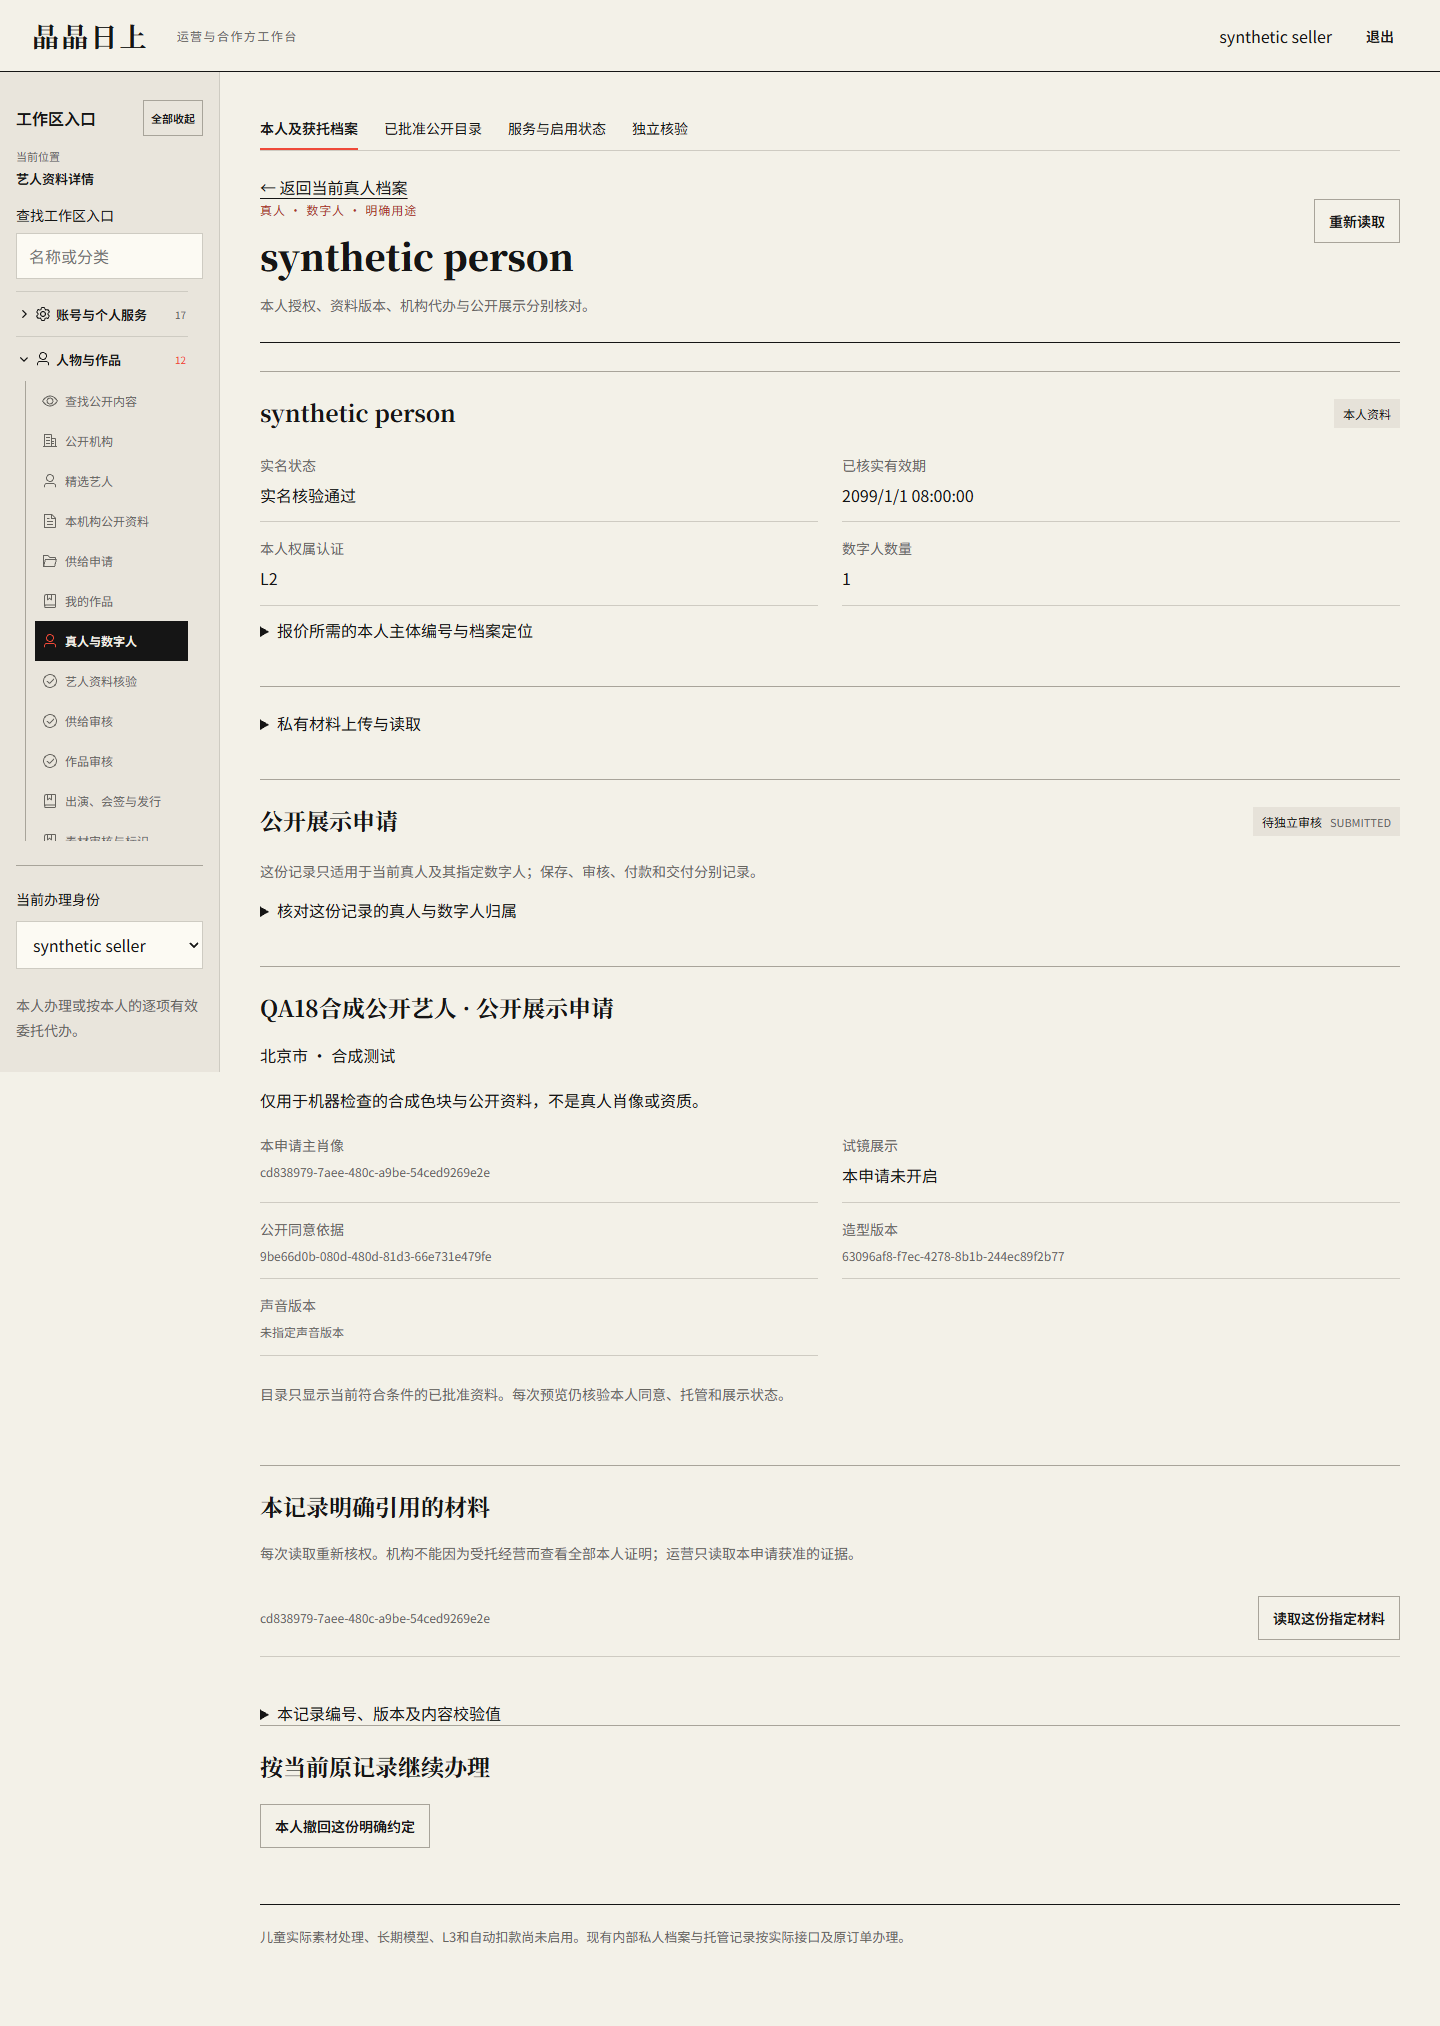 晶晶日上
运营与合作方工作台
synthetic seller
退出
工作区入口
全部收起
当前位置
艺人资料详情
查找工作区入口
名称或分类
账号与个人服务 17
人物与作品 12
查找公开内容
公开机构
精选艺人
本机构公开资料
供给申请
我的作品
真人与数字人
艺人资料核验
供给审核
作品审核
出演、会签与发行
素材审核与标识
当前办理身份
synthetic seller
本人办理或按本人的逐项有效
委托代办。
本人及获托档案 已批准公开目录 服务与启用状态 独立核验
← 返回当前真人档案
真人 · 数字人 · 明确用途
synthetic person
重新读取
本人授权、资料版本、机构代办与公开展示分别核对。
synthetic person
本人资料
实名状态
实名核验通过
已核实有效期
2099/1/1 08:00:00
本人权属认证
L2
数字人数量
1
▶ 报价所需的本人主体编号与档案定位
▶ 私有材料上传与读取
公开展示申请
待独立审核 SUBMITTED
这份记录只适用于当前真人及其指定数字人；保存、审核、付款和交付分别记录。
▶ 核对这份记录的真人与数字人归属
QA18合成公开艺人 · 公开展示申请
北京市 · 合成测试
仅用于机器检查的合成色块与公开资料，不是真人肖像或资质。
本申请主肖像
cd838979-7aee-480c-a9be-54ced9269e2e
试镜展示
本申请未开启
公开同意依据
9be66d0b-080d-480d-81d3-66e731e479fe
造型版本
63096af8-f7ec-4278-8b1b-244ec89f2b77
声音版本
未指定声音版本
目录只显示当前符合条件的已批准资料。每次预览仍核验本人同意、托管和展示状态。
本记录明确引用的材料
每次读取重新核权。机构不能因为受托经营而查看全部本人证明；运营只读取本申请获准的证据。
cd838979-7aee-480c-a9be-54ced9269e2e
读取这份指定材料
▶ 本记录编号、版本及内容校验值
按当前原记录继续办理
本人撤回这份明确约定
儿童实际素材处理、长期模型、L3和自动扣款尚未启用。现有内部私人档案与托管记录按实际接口及原订单办理。